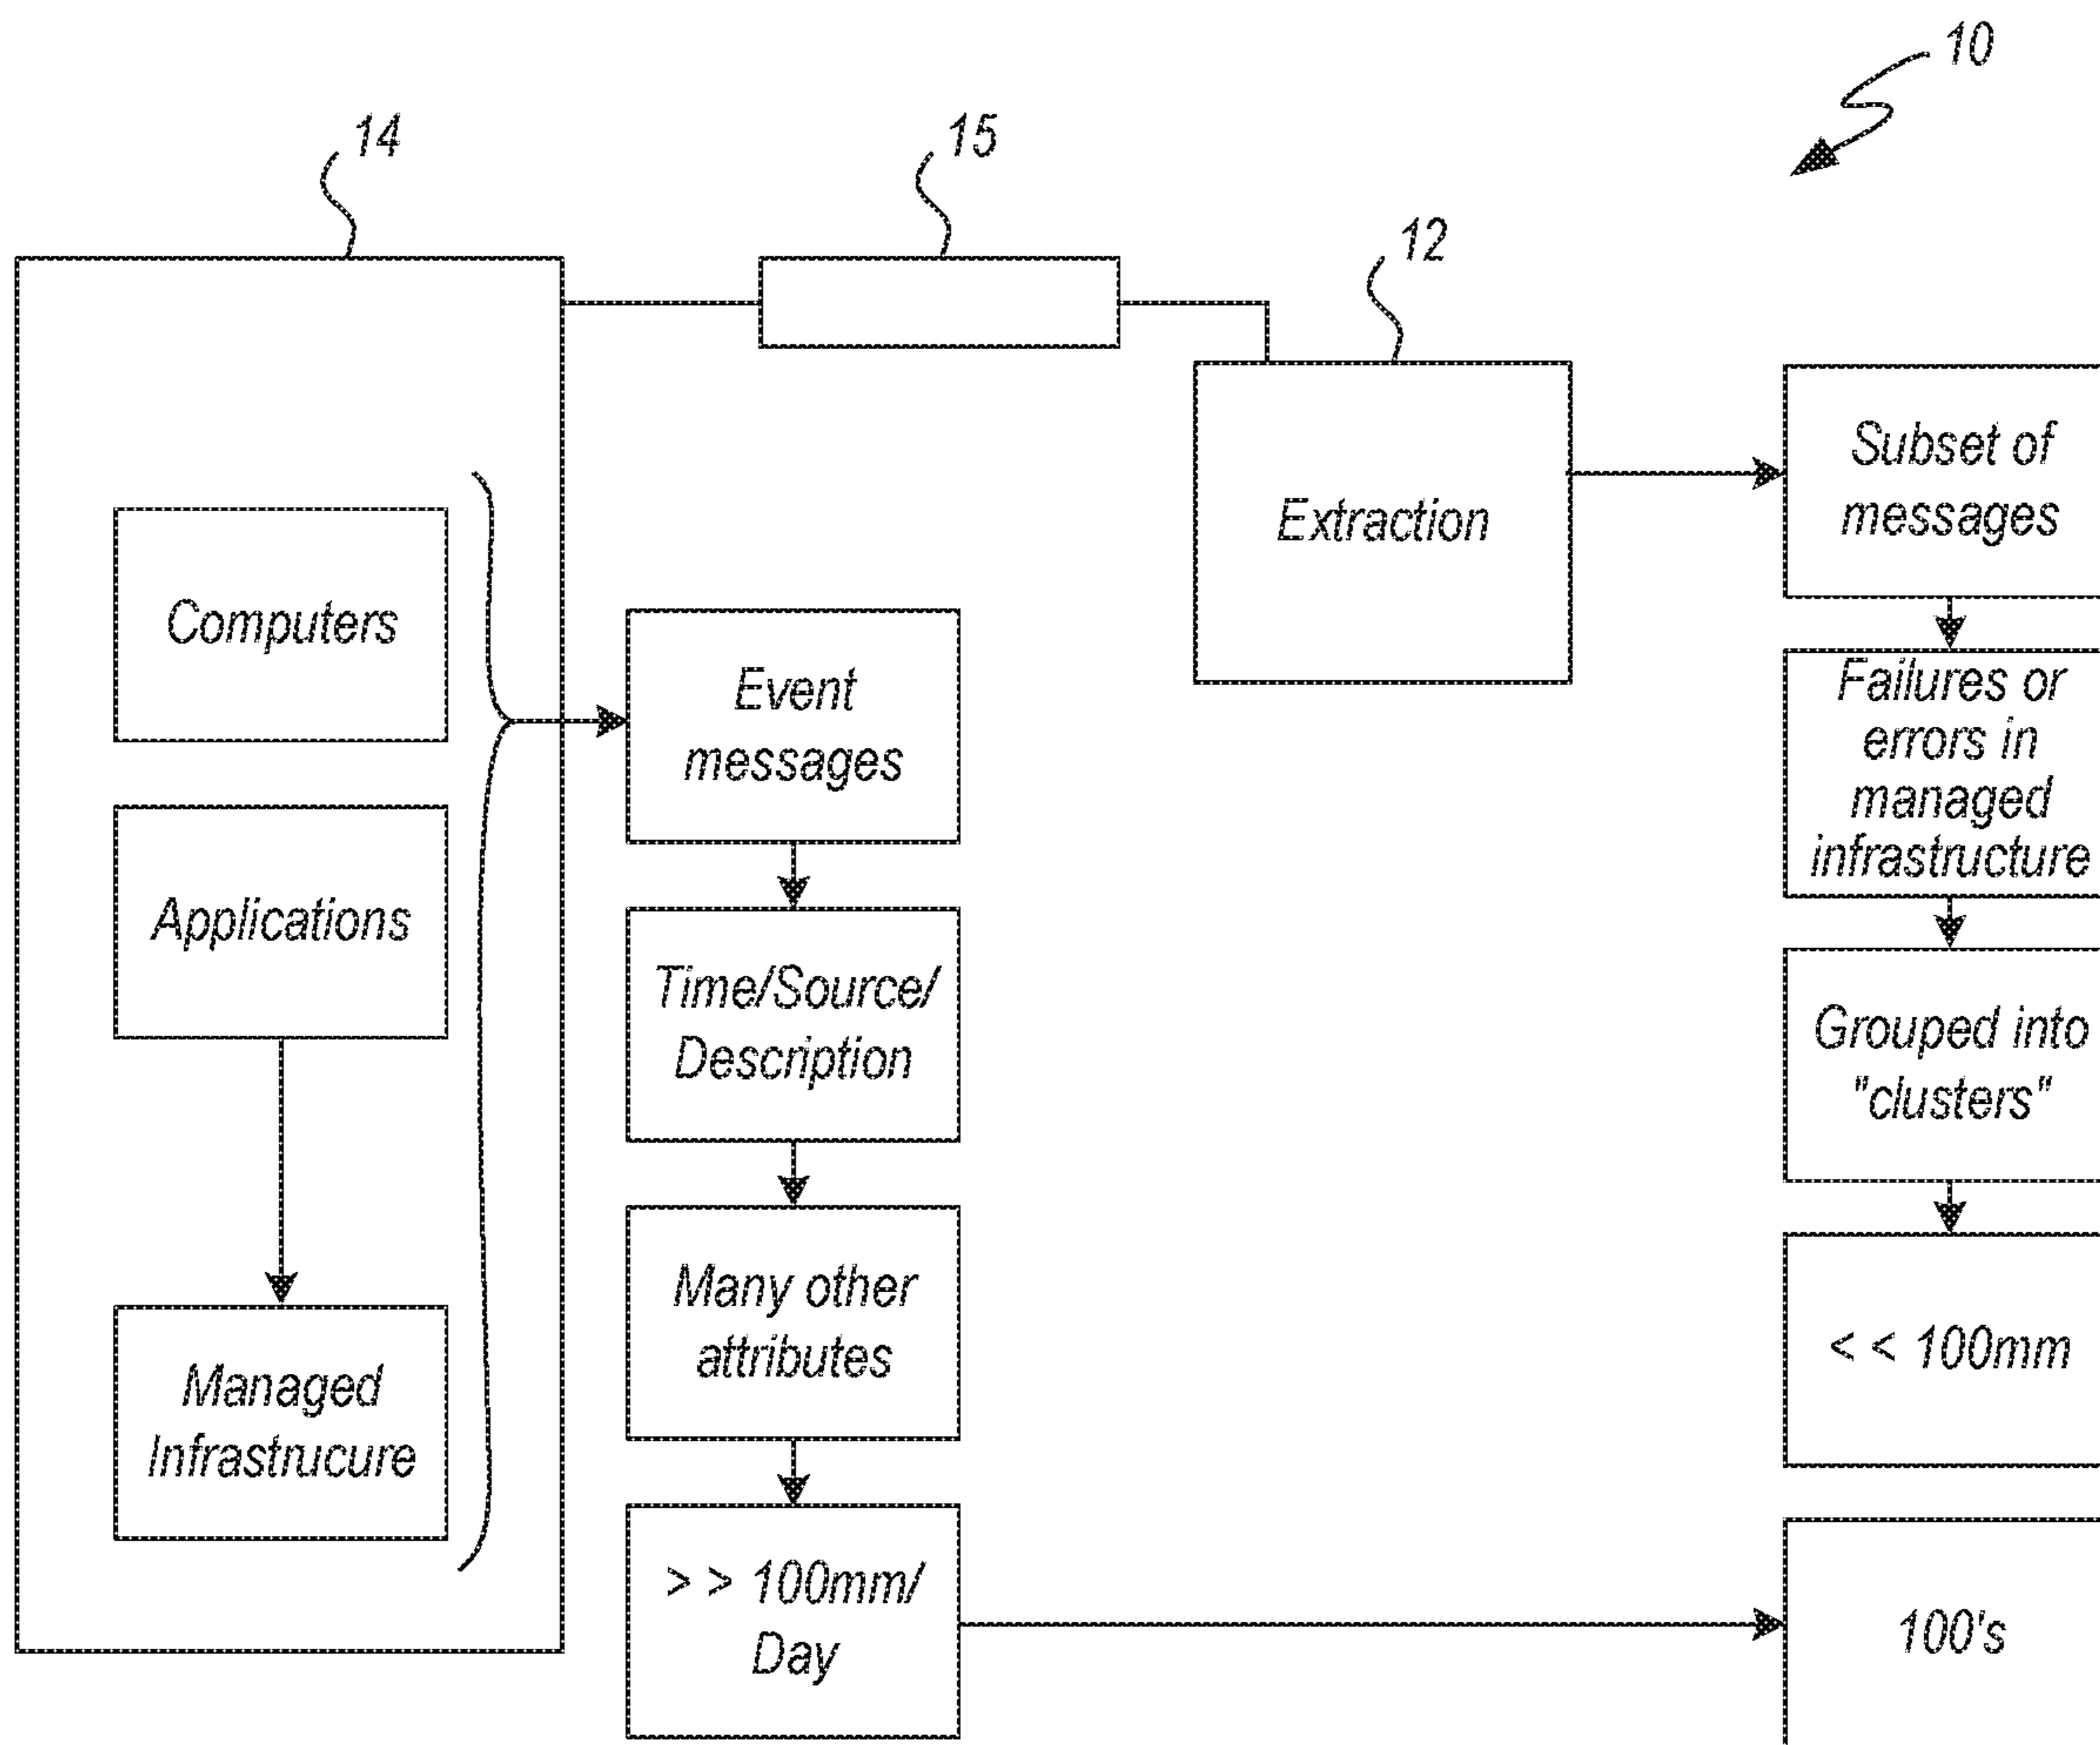 10
14
15
12
Extraction
Subset of
messages
Computers
Event
messages
Failures or
errors in
managed
infrastructure
Applications
Time/Source/
Description
Grouped into
"clusters"
Many other
attributes
< < 100mm
Managed
Infrastrucure
> > 100mm/
Day
100's